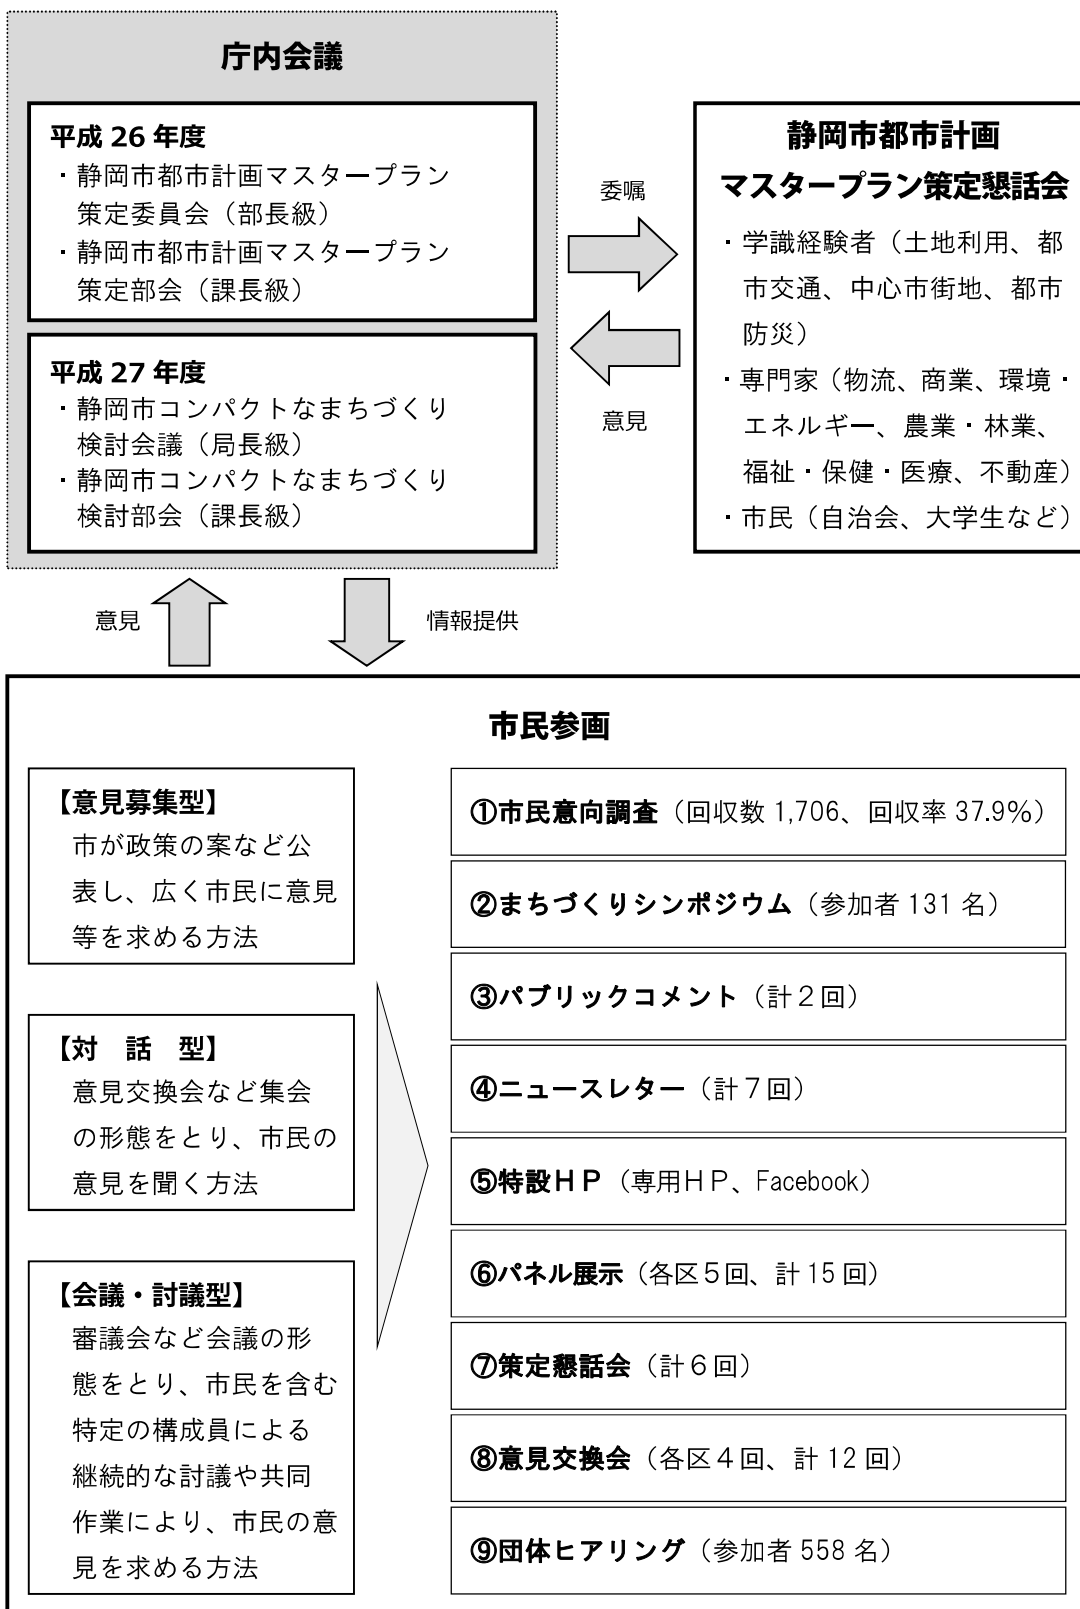 庁内会議
平成 26 年度
・静岡市都市計画マスタープラン
策定委員会（部長級）
・静岡市都市計画マスタープラン
策定部会（課長級）
平成 27 年度
・静岡市コンパクトなまちづくり
検討会議（局長級）
・静岡市コンパクトなまちづくり
検討部会（課長級）
委嘱
意見
静岡市都市計画
マスタープラン策定懇話会
・学識経験者（土地利用、都
市交通、中心市街地、都市
防災）
・専門家（物流、商業、環境・
エネルギー、農業・林業、
福祉・保健・医療、不動産）
・市民（自治会、大学生など）
意見
情報提供
市民参画
【意見募集型】
市が政策の案など公
表し、広く市民に意見
等を求める方法
【対　話　型】
意見交換会など集会
の形態をとり、市民の
意見を聞く方法
【会議・討議型】
審議会など会議の形
態をとり、市民を含む
特定の構成員による
継続的な討議や共同
作業により、市民の意
見を求める方法
①市民意向調査（回収数 1,706、回収率 37.9%）
②まちづくりシンポジウム（参加者 131 名）
③パブリックコメント（計２回）
④ニュースレター（計７回）
⑤特設ＨＰ（専用ＨＰ、Facebook）
⑥パネル展示（各区５回、計 15 回）
⑦策定懇話会（計６回）
⑧意見交換会（各区４回、計 12 回）
⑨団体ヒアリング（参加者 558 名）